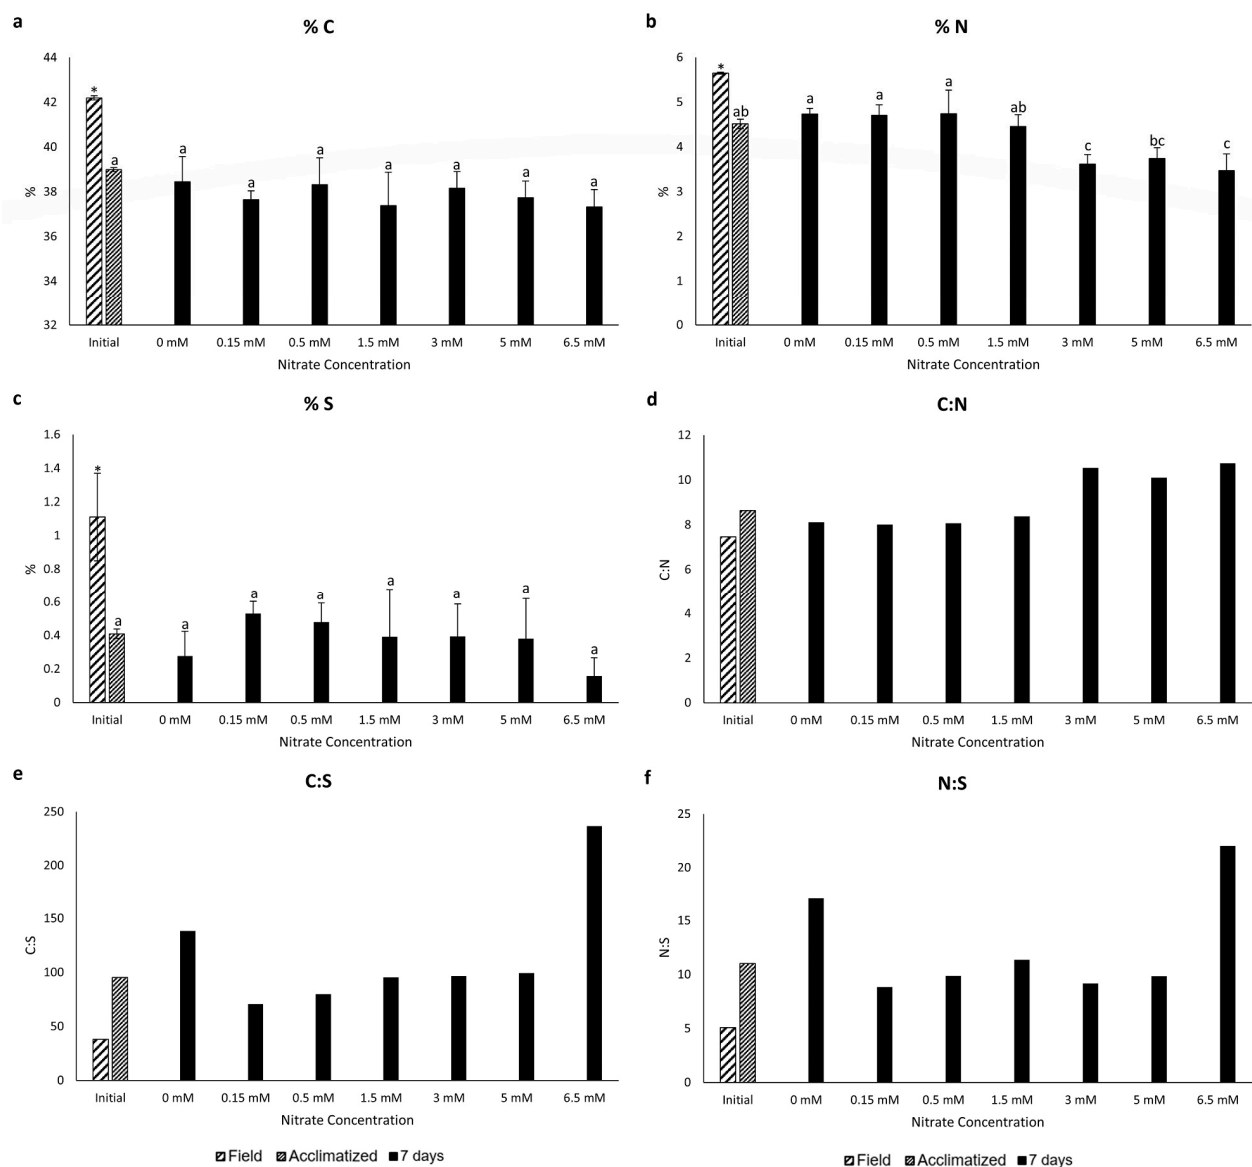 a
% C
44
42
40
38
36
34
32
%
* a a a a a a a a
Initial 0 mM 0.15 mM 0.5 mM 1.5 mM 3 mM 5 mM 6.5 mM
Nitrate Concentration
b
% N
6
5
4
3
2
1
0
%
* ab a a a ab c bc c
Initial 0 mM 0.15 mM 0.5 mM 1.5 mM 3 mM 5 mM 6.5 mM
Nitrate Concentration
c
% S
1.6
1.4
1.2
1
0.8
0.6
0.4
0.2
0
%
* a a a a a a a a
Initial 0 mM 0.15 mM 0.5 mM 1.5 mM 3 mM 5 mM 6.5 mM
Nitrate Concentration
d
C:N
12
10
8
6
4
2
0
C:N
Initial 0 mM 0.15 mM 0.5 mM 1.5 mM 3 mM 5 mM 6.5 mM
Nitrate Concentration
e
C:S
250
200
150
100
50
0
C:S
Initial 0 mM 0.15 mM 0.5 mM 1.5 mM 3 mM 5 mM 6.5 mM
Nitrate Concentration
Field Acclimatized 7 days
f
N:S
25
20
15
10
5
0
N:S
Initial 0 mM 0.15 mM 0.5 mM 1.5 mM 3 mM 5 mM 6.5 mM
Nitrate Concentration
Field Acclimatized 7 days